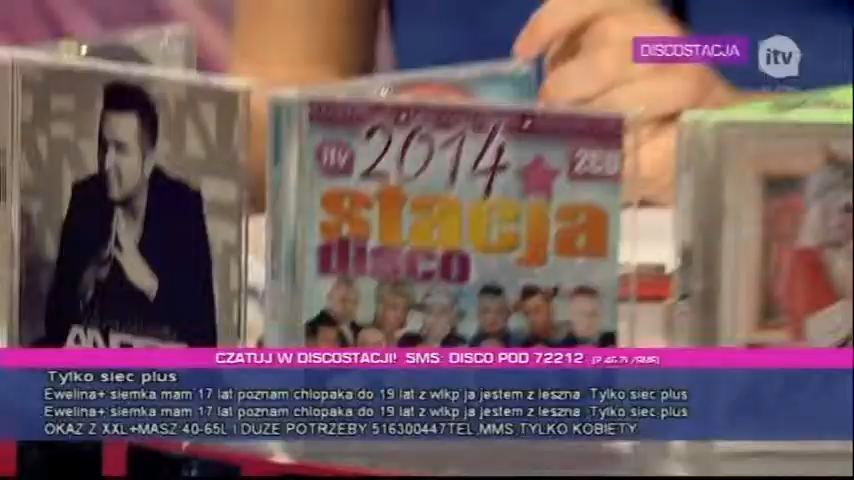 DISCOSTACJA
itv
itv 2014 2CD
stacja
disco
CZATUJ W DISCOSTACJI! SMS: DISCO POD 72212
Tylko siec plus
Ewelina+ siemka mam 17 lat poznam chlopaka do 19 lat z wlkp ja jestem z leszna Tylko siec plus
Ewelina+ siemka mam 17 lat poznam chlopaka do 19 lat z wlkp ja jestem z leszna Tylko siec plus
OKAZ Z XXL+MASZ 40-65L I DUZE POTRZEBY 516300447TEL,MMS,TYLKO KOBIETY